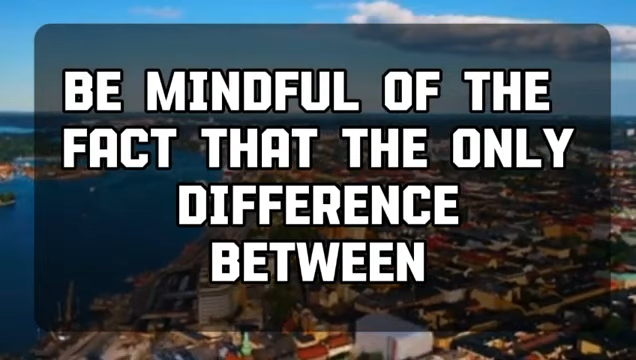 BE MINDFUL OF THE
FACT THAT THE ONLY
DIFFERENCE
BETWEEN